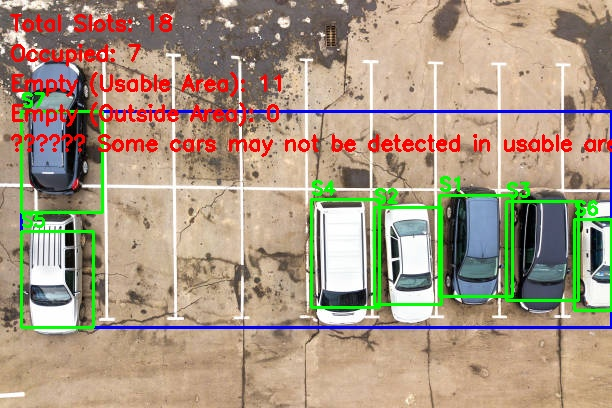 Total Slots: 18
Occupied: 7
Empty (Usable Area): 11
Empty (Outside Area): 0
?????? Some cars may not be detected in usable are
S7
S4
S2
S1
S3
S6
S5